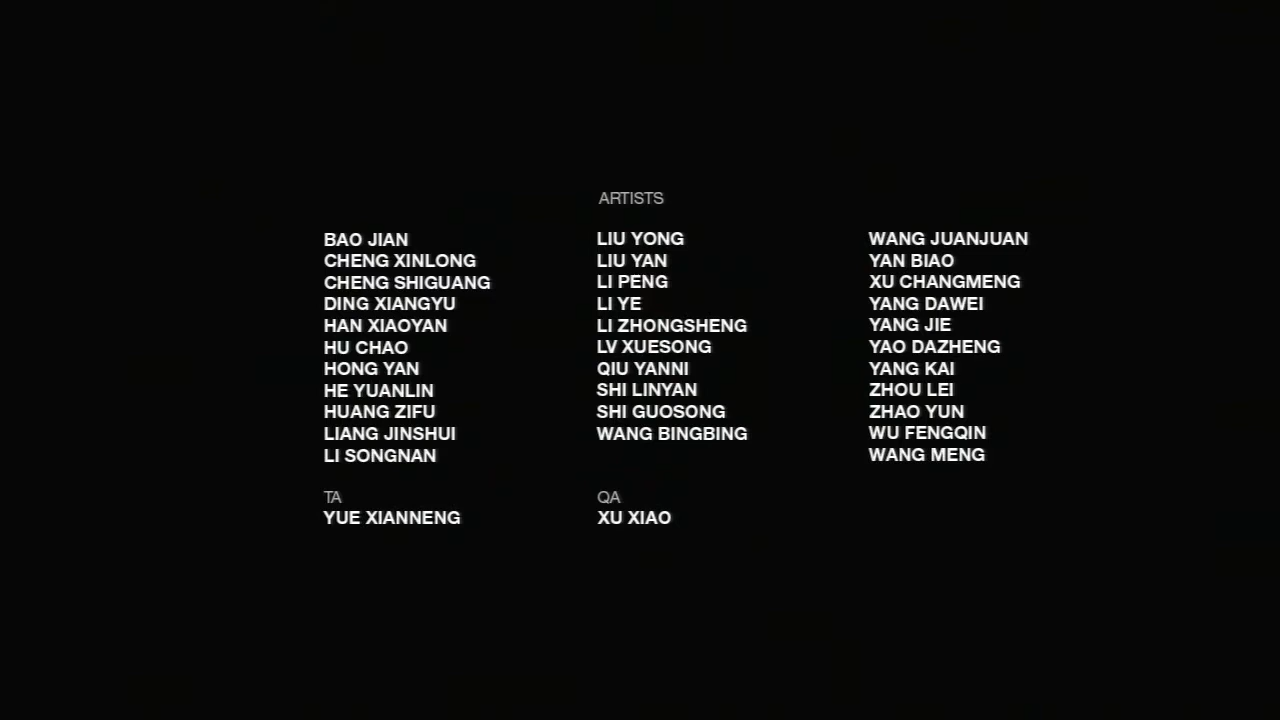 ARTISTS
BAO JIAN
CHENG XINLONG
CHENG SHIGUANG
DING XIANGYU
HAN XIAOYAN
HU CHAO
HONG YAN
HE YUANLIN
HUANG ZIFU
LIANG JINSHUI
LI SONGNAN
LIU YONG
LIU YAN
LI PENG
LI YE
LI ZHONGSHENG
LV XUESONG
QIU YANNI
SHI LINYAN
SHI GUOSONG
WANG BINGBING
WANG JUANJUAN
YAN BIAO
XU CHANGMENG
YANG DAWEI
YANG JIE
YAO DAZHENG
YANG KAI
ZHOU LEI
ZHAO YUN
WU FENGQIN
WANG MENG
TA
YUE XIANNENG
QA
XU XIAO